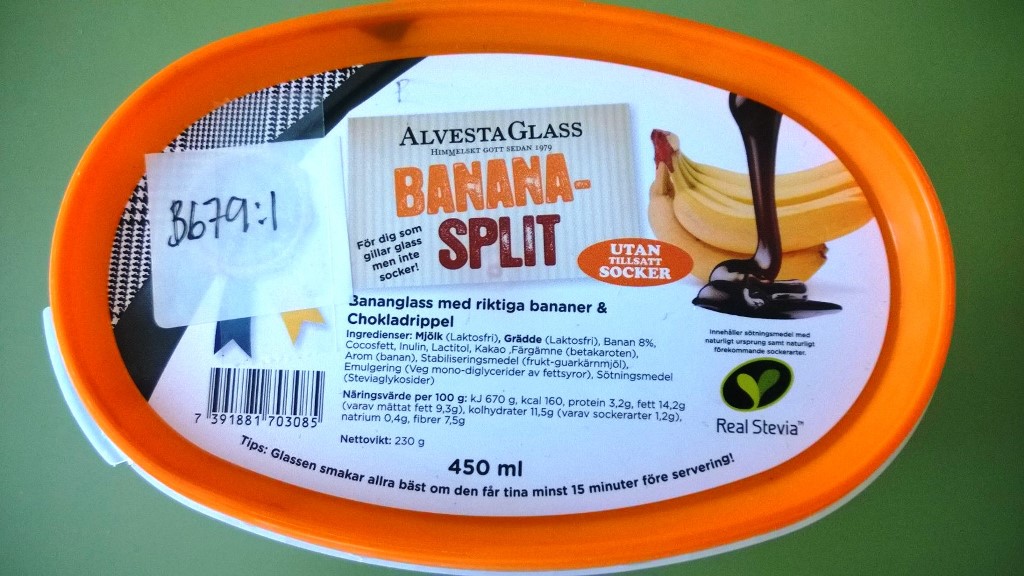 B679:1
ALVESTA GLASS
HIMMELSKT GOTT SEDAN 1979
BANANA-
SPLIT
För dig som
gillar glass
men inte
socker!
UTAN
TILLSATT
SOCKER
Bananglass med riktiga bananer &
Chokladrippel
Ingredienser: Mjölk (Laktosfri), Grädde (Laktosfri), Banan 8%,
Cocosfett, Inulin, Lactitol, Kakao ,Färgämne (betakaroten),
Arom (banan), Stabiliseringsmedel (frukt-guarkärnmjöl),
Emulgering (Veg mono-diglycerider av fettsyror), Sötningsmedel
(Steviaglykosider)
Näringsvärde per 100 g: kJ 670 g, kcal 160, protein 3,2g, fett 14,2g
(varav mättat fett 9,3g), kolhydrater 11,5g (varav sockerarter 1,2g),
natrium 0,4g, fibrer 7,5g
Nettovikt: 230 g
Innehåller sötningsmedel med
naturligt ursprung samt naturligt
förekommande sockerarter.
Real Stevia™
7 391881 703085
450 ml
Tips: Glassen smakar allra bäst om den får tina minst 15 minuter före servering!